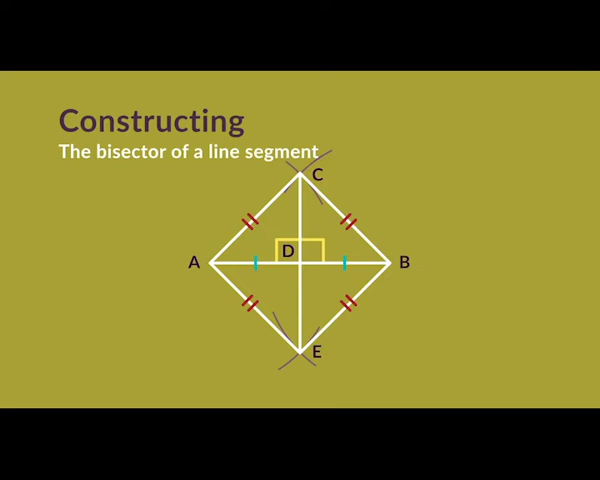 Constructing
The bisector of a line segment
C
A
D
B
E